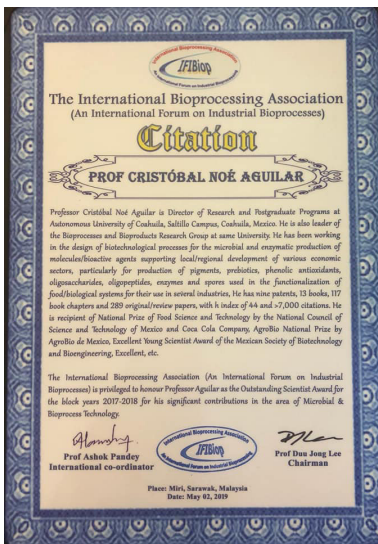 International Bioprocessing Association
IFIBiop
An International Forum on Industrial Bioprocesses
The International Bioprocessing Association
(An International Forum on Industrial Bioprocesses)
Citation
PROF CRISTÓBAL NOÉ AGUILAR
Professor Cristóbal Noé Aguilar is Director of Research and Postgraduate Programs at
Autonomous University of Coahuila, Saltillo Campus, Coahuila, Mexico. He is also leader of
the Bioprocesses and Bioproducts Research Group at same University. He has been working
in the design of biotechnological processes for the microbial and enzymatic production of
molecules/bioactive agents supporting local/regional development of various economic
sectors, particularly for production of pigments, prebiotics, phenolic antioxidants,
oligosaccharides, oligopeptides, enzymes and spores used in the functionalization of
food/biological systems for their use in several industries, He has nine patents, 13 books, 117
book chapters and 289 original/review papers, with h index of 44 and >7,000 citations. He
is recipient of National Prize of Food Science and Technology by the National Council of
Science and Technology of Mexico and Coca Cola Company, AgroBio National Prize by
AgroBio de Mexico, Excellent Young Scientist Award of the Mexican Society of Biotechnology
and Bioengineering, Excellent, etc.
The International Bioprocessing Association (An International Forum on Industrial
Bioprocesses) is privileged to honour Professor Aguilar as the Outstanding Scientist Award for
the block years 2017-2018 for his significant contributions in the area of Microbial &
Bioprocess Technology.
Prof Ashok Pandey
International co-ordinator
International Bioprocessing Association
IFIBiop
An International Forum on Industrial Bioprocesses
Prof Duu Jong Lee
Chairman
Place: Miri, Sarawak, Malaysia
Date: May 02, 2019